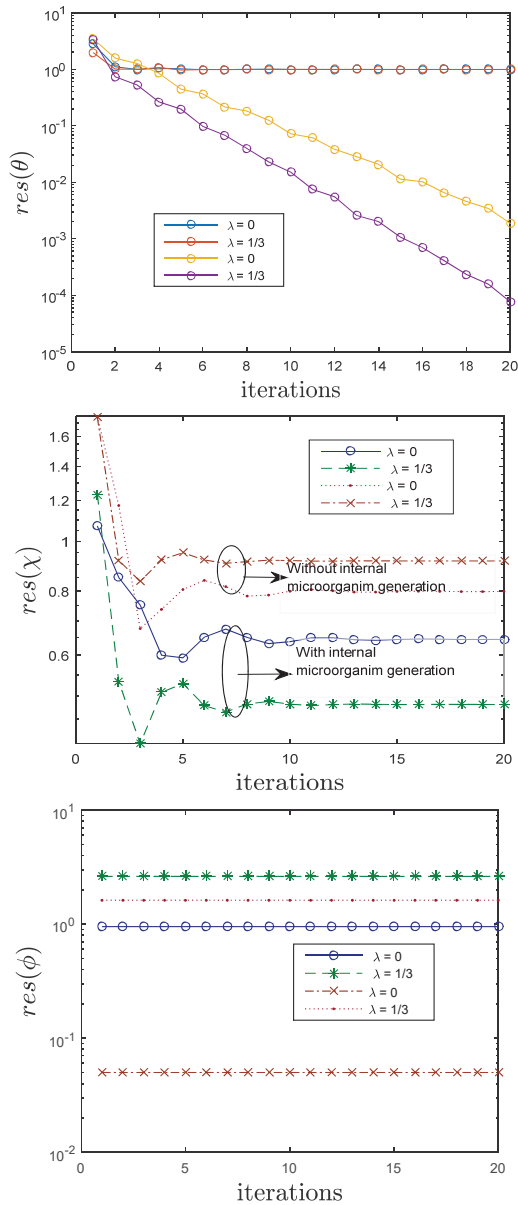 10^1
10^0
10^-1
10^-2
10^-3
10^-4
10^-5
res(θ)
λ = 0
λ = 1/3
λ = 0
λ = 1/3
0 2 4 6 8 10 12 14 16 18 20
iterations
1.6
1.4
1.2
1
0.8
0.6
res(χ)
λ = 0
λ = 1/3
λ = 0
λ = 1/3
Without internal
microorganim generation
With internal
microorganim generation
0 5 10 15 20
iterations
10^1
10^0
10^-1
10^-2
res(ϕ)
λ = 0
λ = 1/3
λ = 0
λ = 1/3
0 5 10 15 20
iterations